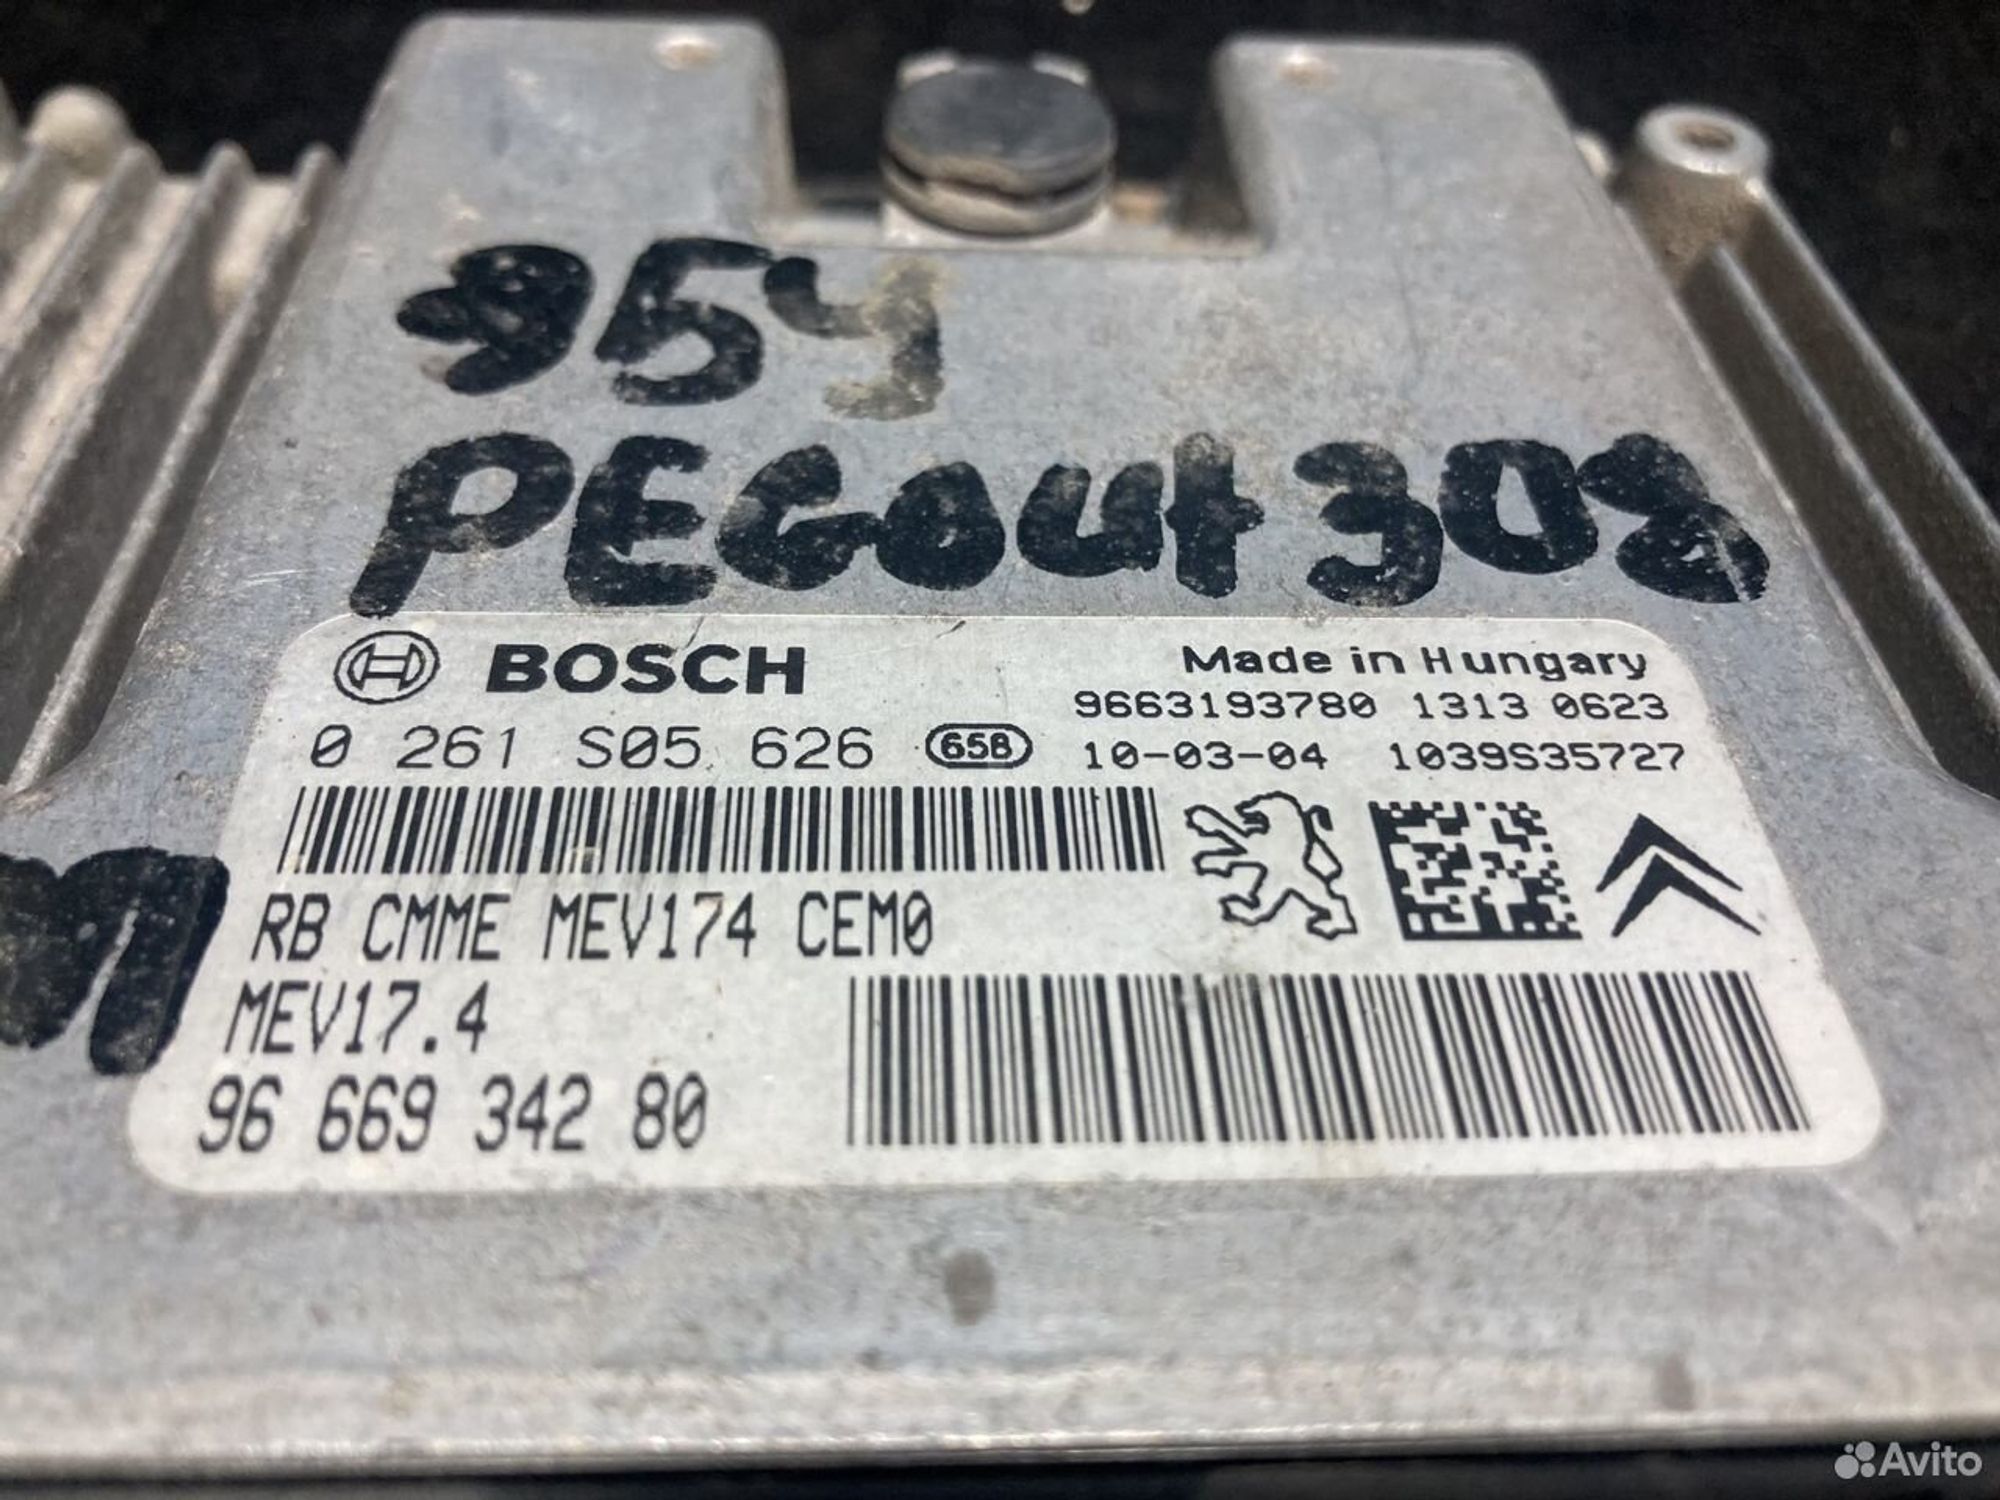 954
PEGOUt 308
BOSCH
Made in Hungary
9663193780 1313 0623
0 261 S05 626 658 10-03-04 1039S35727
RB CMME MEV174 CEM0
MEV17.4
96 669 342 80
Avito